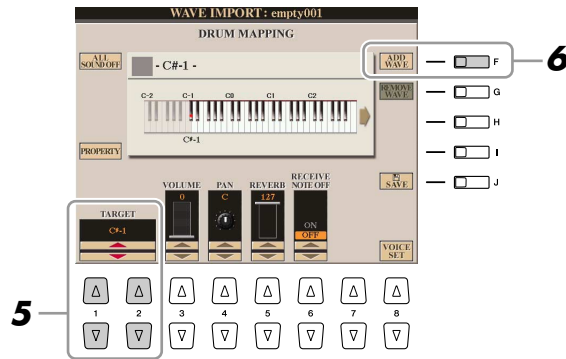 WAVE IMPORT : empty001
DRUM MAPPING
ALL
SOUND OFF
- C#-1 -
ADD
WAVE
F
6
REMOVE
WAVE
G
C-2 C-1 C0 C1 C2
H
C#-1
PROPERTY
I
SAVE
J
VOLUME PAN REVERB RECEIVE
NOTE OFF
0 C 127
ON
OFF
TARGET
C#-1
VOICE
SET
5
1 2 3 4 5 6 7 8